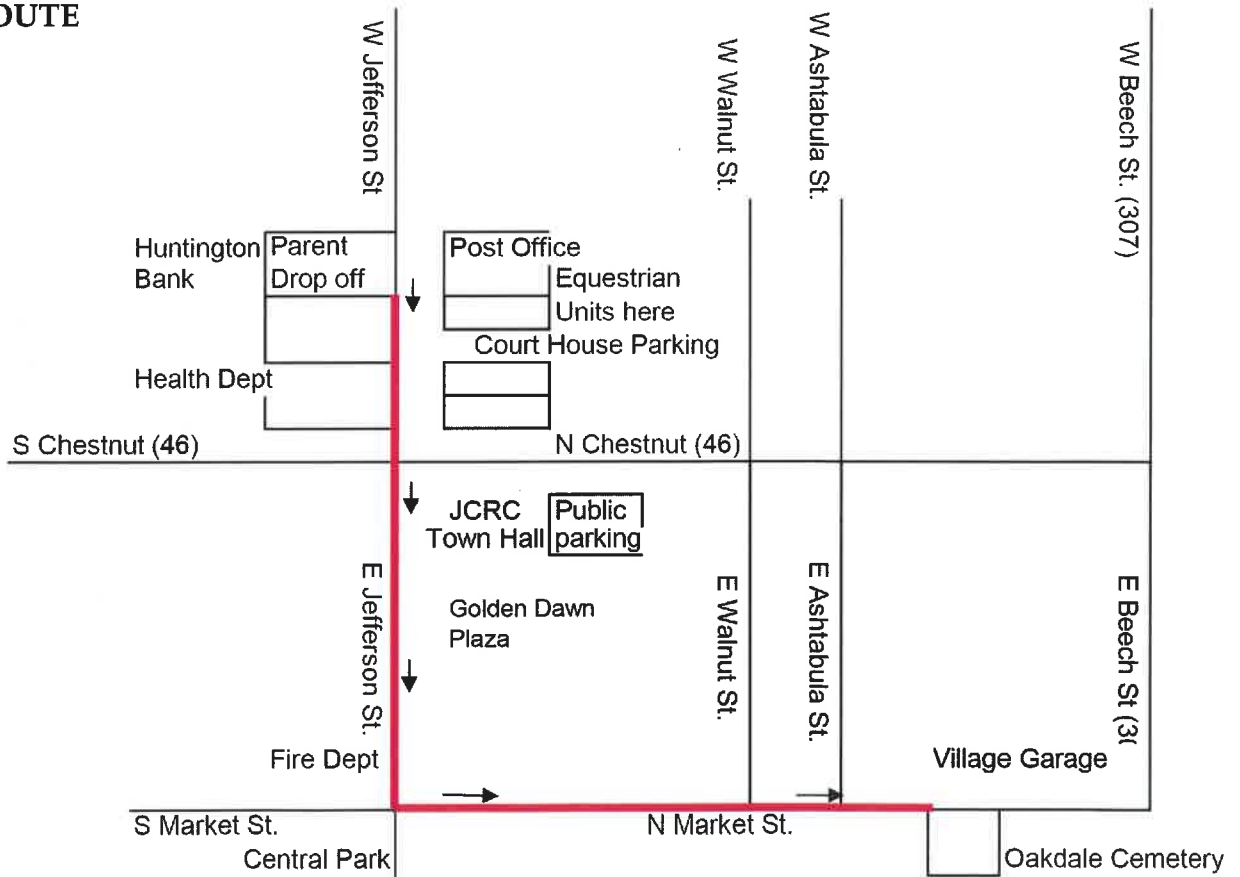 OUTE
W Jefferson St
W Walnut St.
W Ashtabula St.
W Beech St. (307)
Huntington
Bank
Parent
Drop off
Post Office
Equestrian
Units here
Court House Parking
Health Dept
S Chestnut (46)
N Chestnut (46)
JCRC
Town Hall
Public
parking
E Jefferson St.
Golden Dawn
Plaza
E Walnut St.
E Ashtabula St.
E Beech St (3(
Fire Dept
Village Garage
S Market St.
N Market St.
Central Park
Oakdale Cemetery